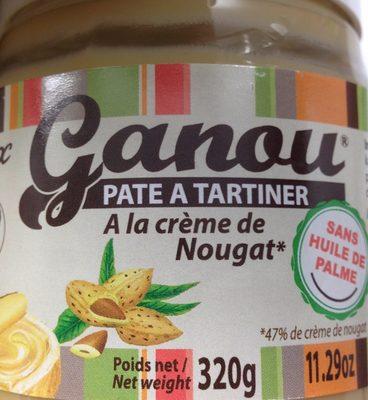 Ganou®
PATE A TARTINER
A la crème de
Nougat*
SANS
HUILE DE
PALME
*47% de crème de nougat
Poids net /
Net weight 320g
11.29oz